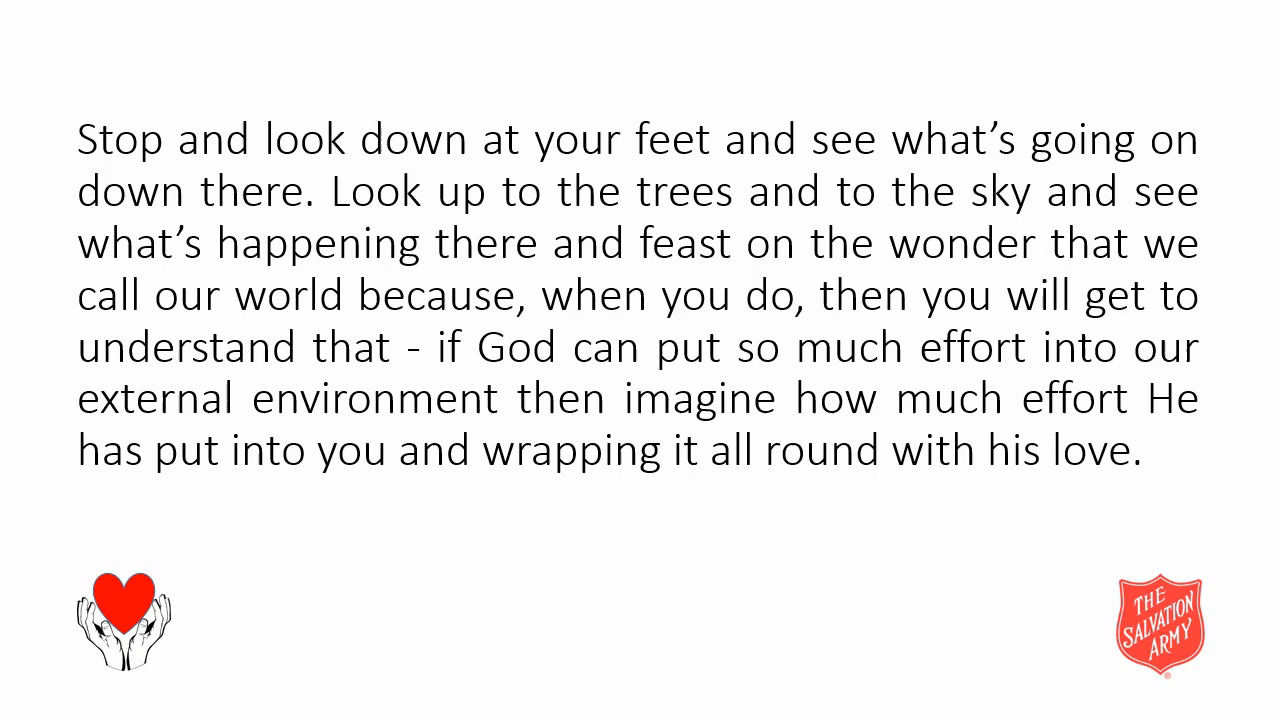 Stop and look down at your feet and see what’s going on
down there. Look up to the trees and to the sky and see
what’s happening there and feast on the wonder that we
call our world because, when you do, then you will get to
understand that - if God can put so much effort into our
external environment then imagine how much effort He
has put into you and wrapping it all round with his love.
THE
SALVATION
ARMY
®